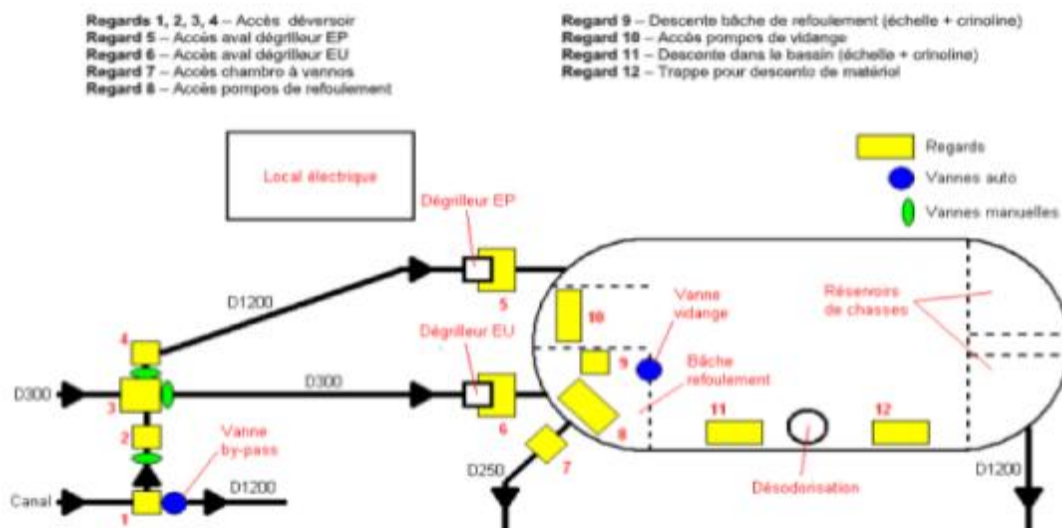 Regards 1, 2, 3, 4 – Accès déversoir
Regard 5 – Accès aval dégrilleur EP
Regard 6 – Accès aval dégrilleur EU
Regard 7 – Accès chambre à vannes
Regard 8 – Accès pompes de refoulement
Regard 9 – Descente bâche de refoulement (échelle + crinoline)
Regard 10 – Accès pompes de vidange
Regard 11 – Descente dans le bassin (échelle + crinoline)
Regard 12 – Trappe pour descente de matériel
Local électrique
Regards
Vannes auto
Vannes manuelles
Dégrilleur EP
5
D1200
Dégrilleur EU
10
Vanne
vidange
Réservoirs
de chasses
4
9
Bâche
refoulement
D300
3
D300
6
8
11
12
2
Vanne
by-pass
7
D250
Désodorisation
D1200
Canal
1
D1200